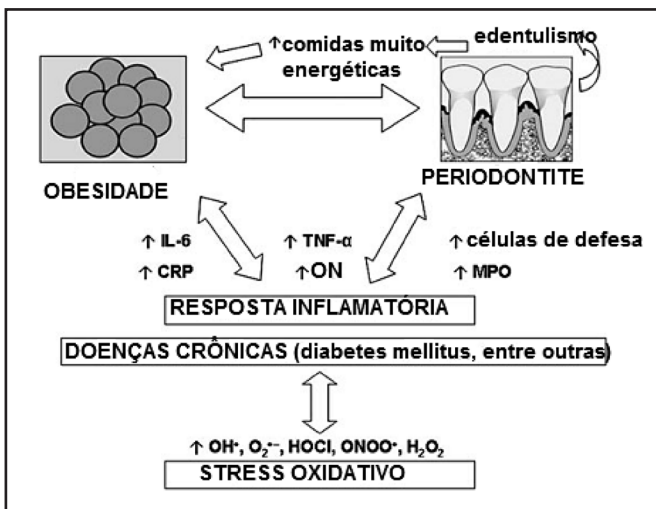 ↑comidas muito energéticas
edentulismo
OBESIDADE
PERIODONTITE
↑ IL-6 ↑ TNF-α ↑ células de defesa
↑ CRP ↑ ON ↑ MPO
RESPOSTA INFLAMATÓRIA
DOENÇAS CRÔNICAS (diabetes mellitus, entre outras)
↑ OH•, O₂•−, HOCl, ONOO•, H₂O₂
STRESS OXIDATIVO